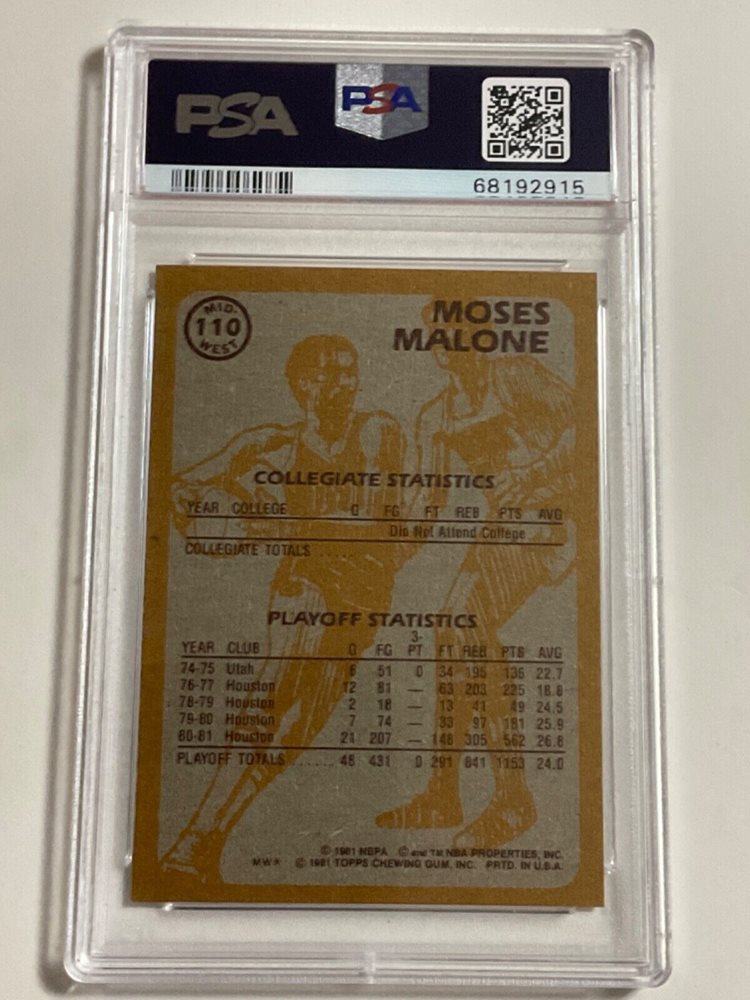 PSA
PSA
68192915
MID-
110
WEST
MOSES
MALONE
COLLEGIATE STATISTICS
YEAR COLLEGE G FG FT REB PTS AVG
Did Not Attend College
COLLEGIATE TOTALS .....
PLAYOFF STATISTICS
YEAR CLUB G FG 3-PT FT REB PTS AVG
74-75 Utah 6 51 0 34 195 136 22.7
76-77 Houston 12 81 — 63 203 225 18.8
78-79 Houston 2 18 — 13 41 49 24.5
79-80 Houston 7 74 — 33 97 181 25.9
80-81 Houston 21 207 — 148 305 562 26.8
PLAYOFF TOTALS ...... 48 431 0 291 841 1153 24.0
© 1981 NBPA © and TM NBA PROPERTIES, INC.
MW* © 1981 TOPPS CHEWING GUM, INC. PRTD. IN U.S.A.